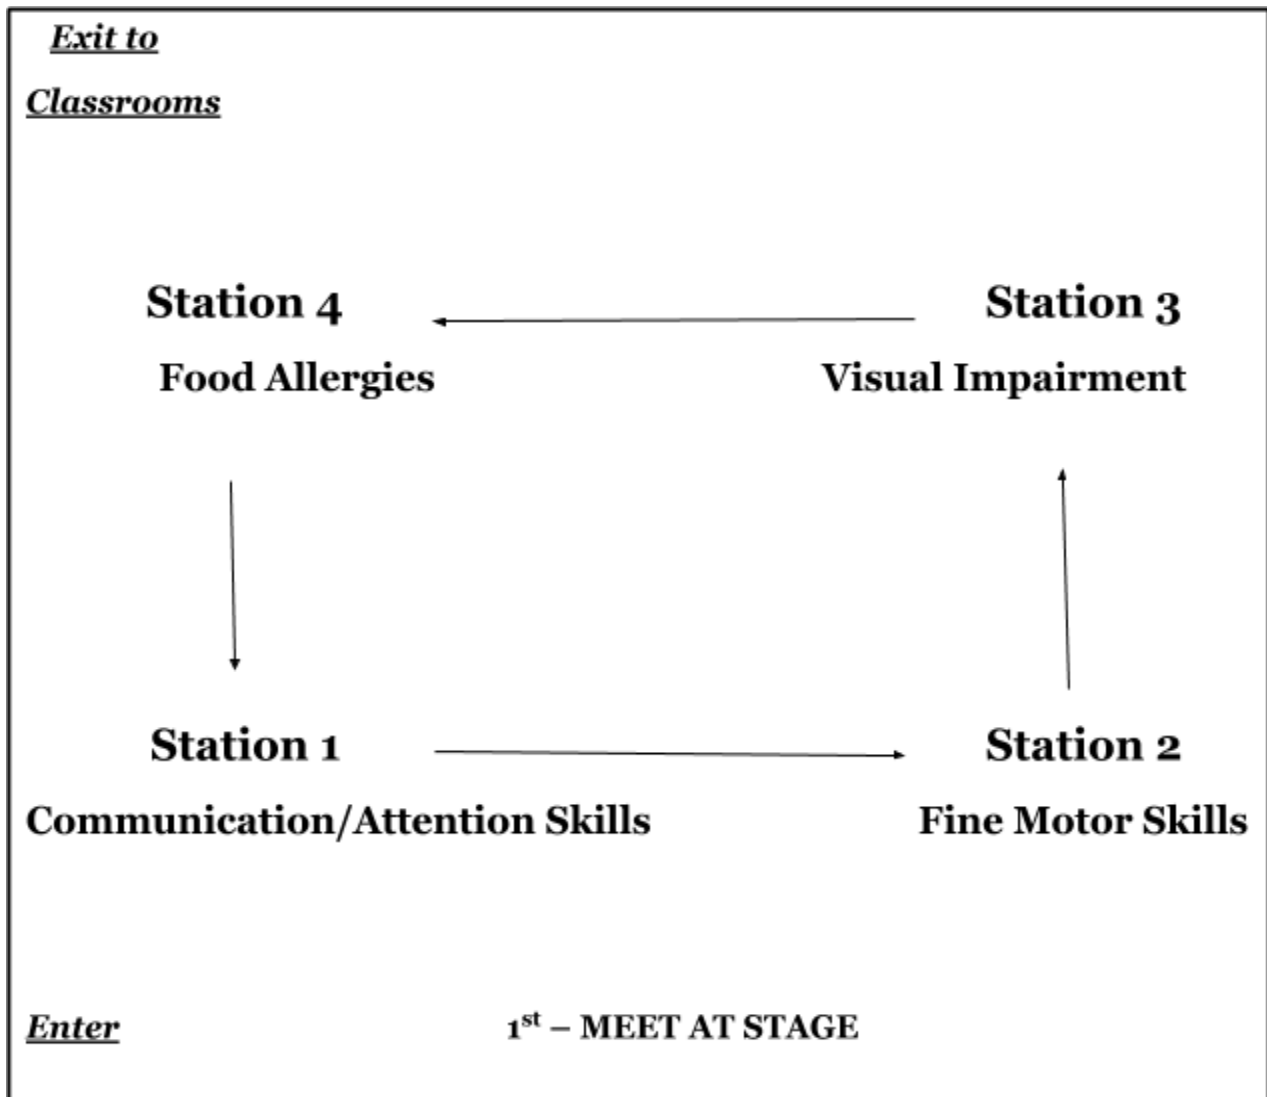 Exit to
Classrooms
Station 4
Station 3
Food Allergies
Visual Impairment
Station 1
Station 2
Communication/Attention Skills
Fine Motor Skills
Enter
1st – MEET AT STAGE